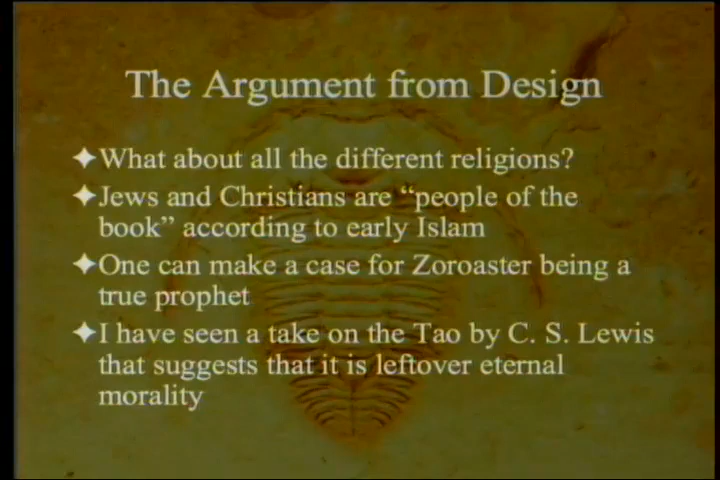 The Argument from Design
✦What about all the different religions?
✦Jews and Christians are “people of the
book” according to early Islam
✦One can make a case for Zoroaster being a
true prophet
✦I have seen a take on the Tao by C. S. Lewis
that suggests that it is leftover eternal
morality